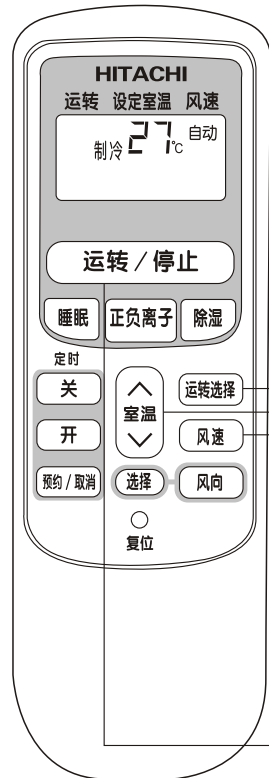 HITACHI
运转 设定室温 风速
制冷 27℃ 自动
运转 / 停止
睡眠 正负离子 除湿
定时
关 室温 运转选择
开 风速
预约 / 取消 选择 风向
复位